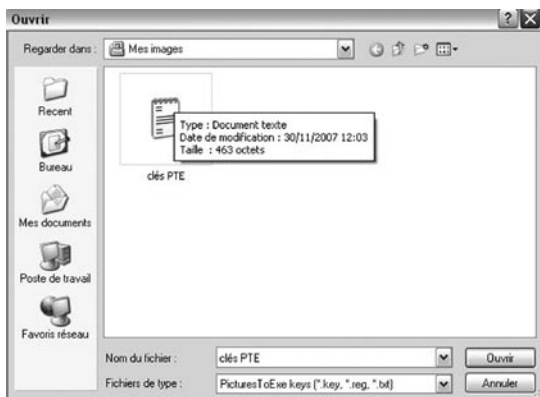 Ouvrir
Regarder dans :
Mes images
Recent
Bureau
Mes documents
Poste de travail
Favoris réseau
Type : Document texte
Date de modification : 30/11/2007 12:03
Taille : 463 octets
clés PTE
Nom du fichier :
clés PTE
Ouvrir
Fichiers de type :
PicturesToExe keys (*.key, *.reg, *.txt)
Annuler